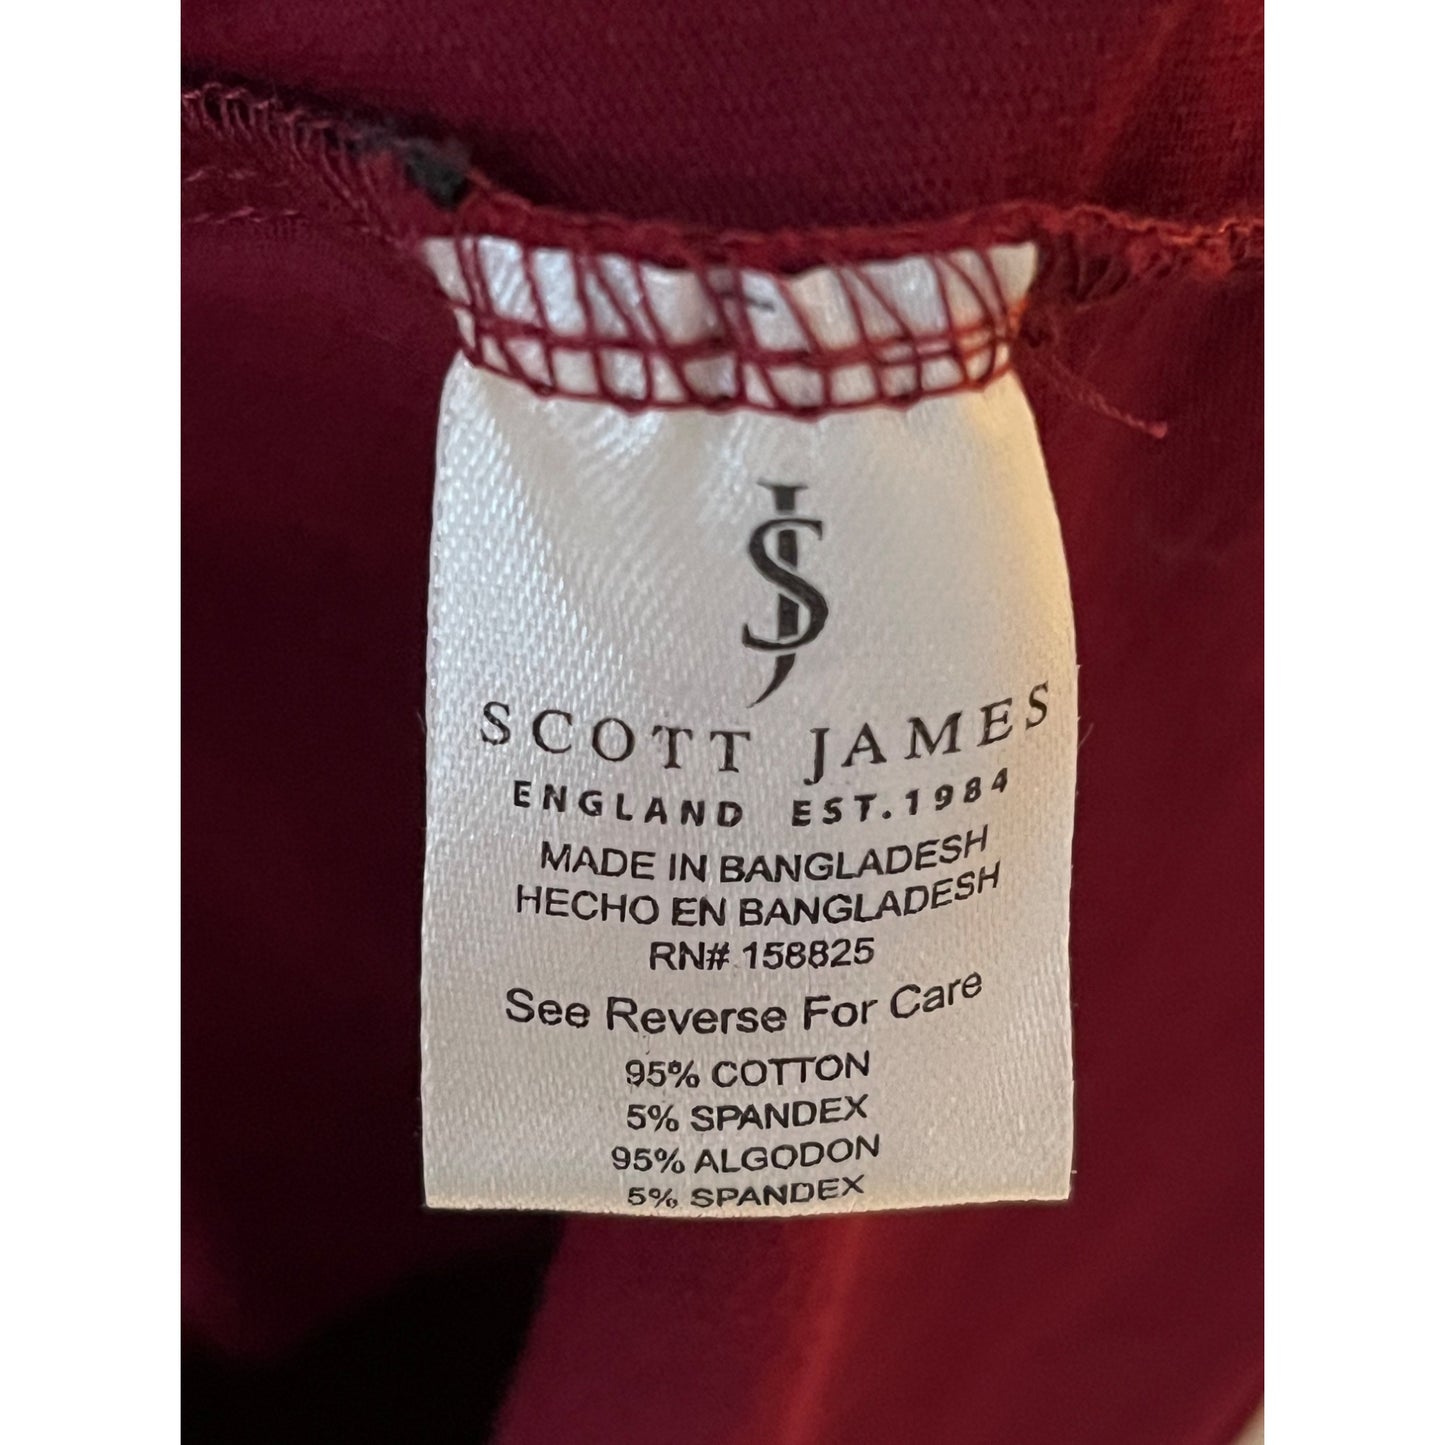 SJ
SCOTT JAMES
ENGLAND EST.1984
MADE IN BANGLADESH
HECHO EN BANGLADESH
RN# 158825
See Reverse For Care
95% COTTON
5% SPANDEX
95% ALGODON
5% SPANDEX